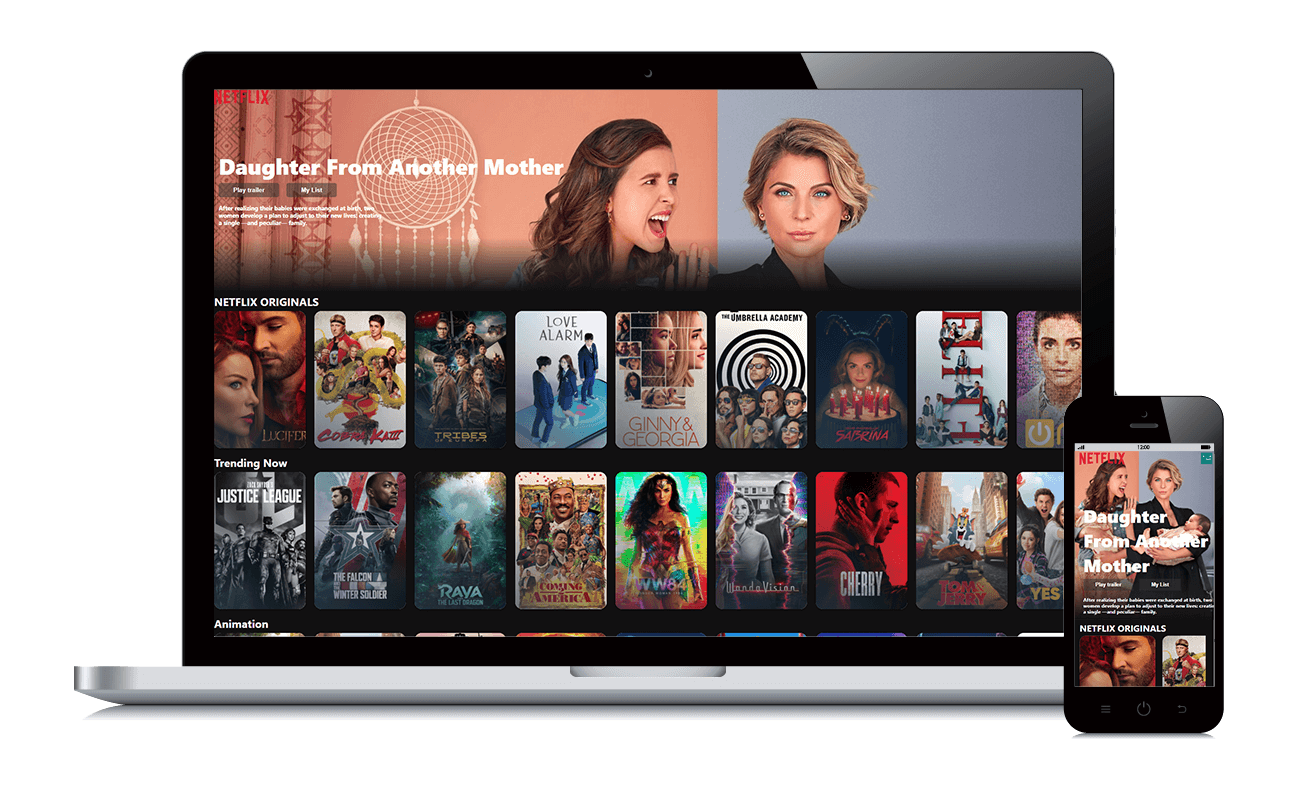 NETFLIX
Daughter From Another Mother
Play trailer My List
After realizing their babies were exchanged at birth, two
women develop a plan to adjust to their new lives: creating
a single —and peculiar— family.
NETFLIX ORIGINALS
LUCIFER
COBRA KAI
TRIBES
OF EUROPA
LOVE
ALARM
GINNY&
GEORGIA
THE UMBRELLA ACADEMY
SABRINA
ELITE
Trending Now
ZACK SNYDER'S
JUSTICE LEAGUE
THE FALCON
AND THE
WINTER SOLDIER
RAYA
THE LAST DRAGON
COMING
2
AMERICA
WW84
WandaVision
CHERRY
TOM &
JERRY
YES
Animation
12:00
NETFLIX
Daughter
From Another
Mother
Play trailer My List
After realizing their babies were exchanged at birth, two
women develop a plan to adjust to their new lives: creatin
a single —and peculiar— family.
NETFLIX ORIGINALS